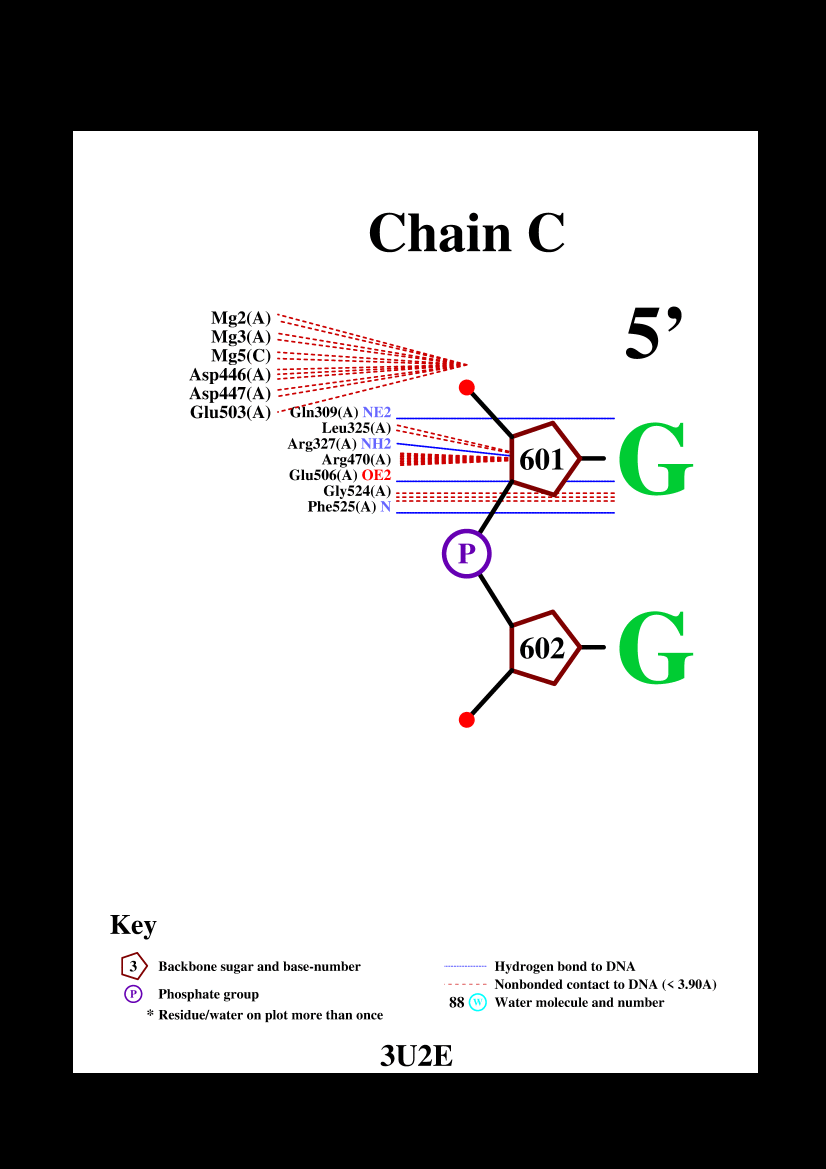 Chain C
5’
Mg2(A)
Mg3(A)
Mg5(C)
Asp446(A)
Asp447(A)
Glu503(A)
Gln309(A) NE2
Leu325(A)
Arg327(A) NH2
Arg470(A)
Glu506(A) OE2
Gly524(A)
Phe525(A) N
601 G
P
602 G
Key
3 Backbone sugar and base-number
P Phosphate group
* Residue/water on plot more than once
Hydrogen bond to DNA
Nonbonded contact to DNA (< 3.90A)
88 W Water molecule and number
3U2E